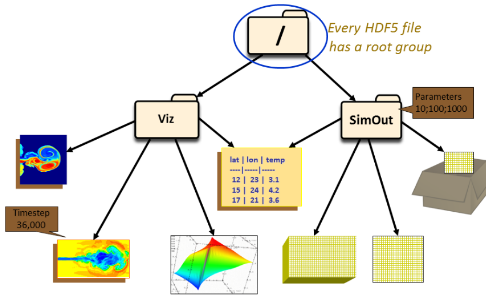 /
Every HDF5 file
has a root group
Parameters
10;100;1000
Viz
SimOut
lat | lon | temp
----|-----|-----
12 | 23 | 3.1
15 | 24 | 4.2
17 | 21 | 3.6
Timestep
36,000